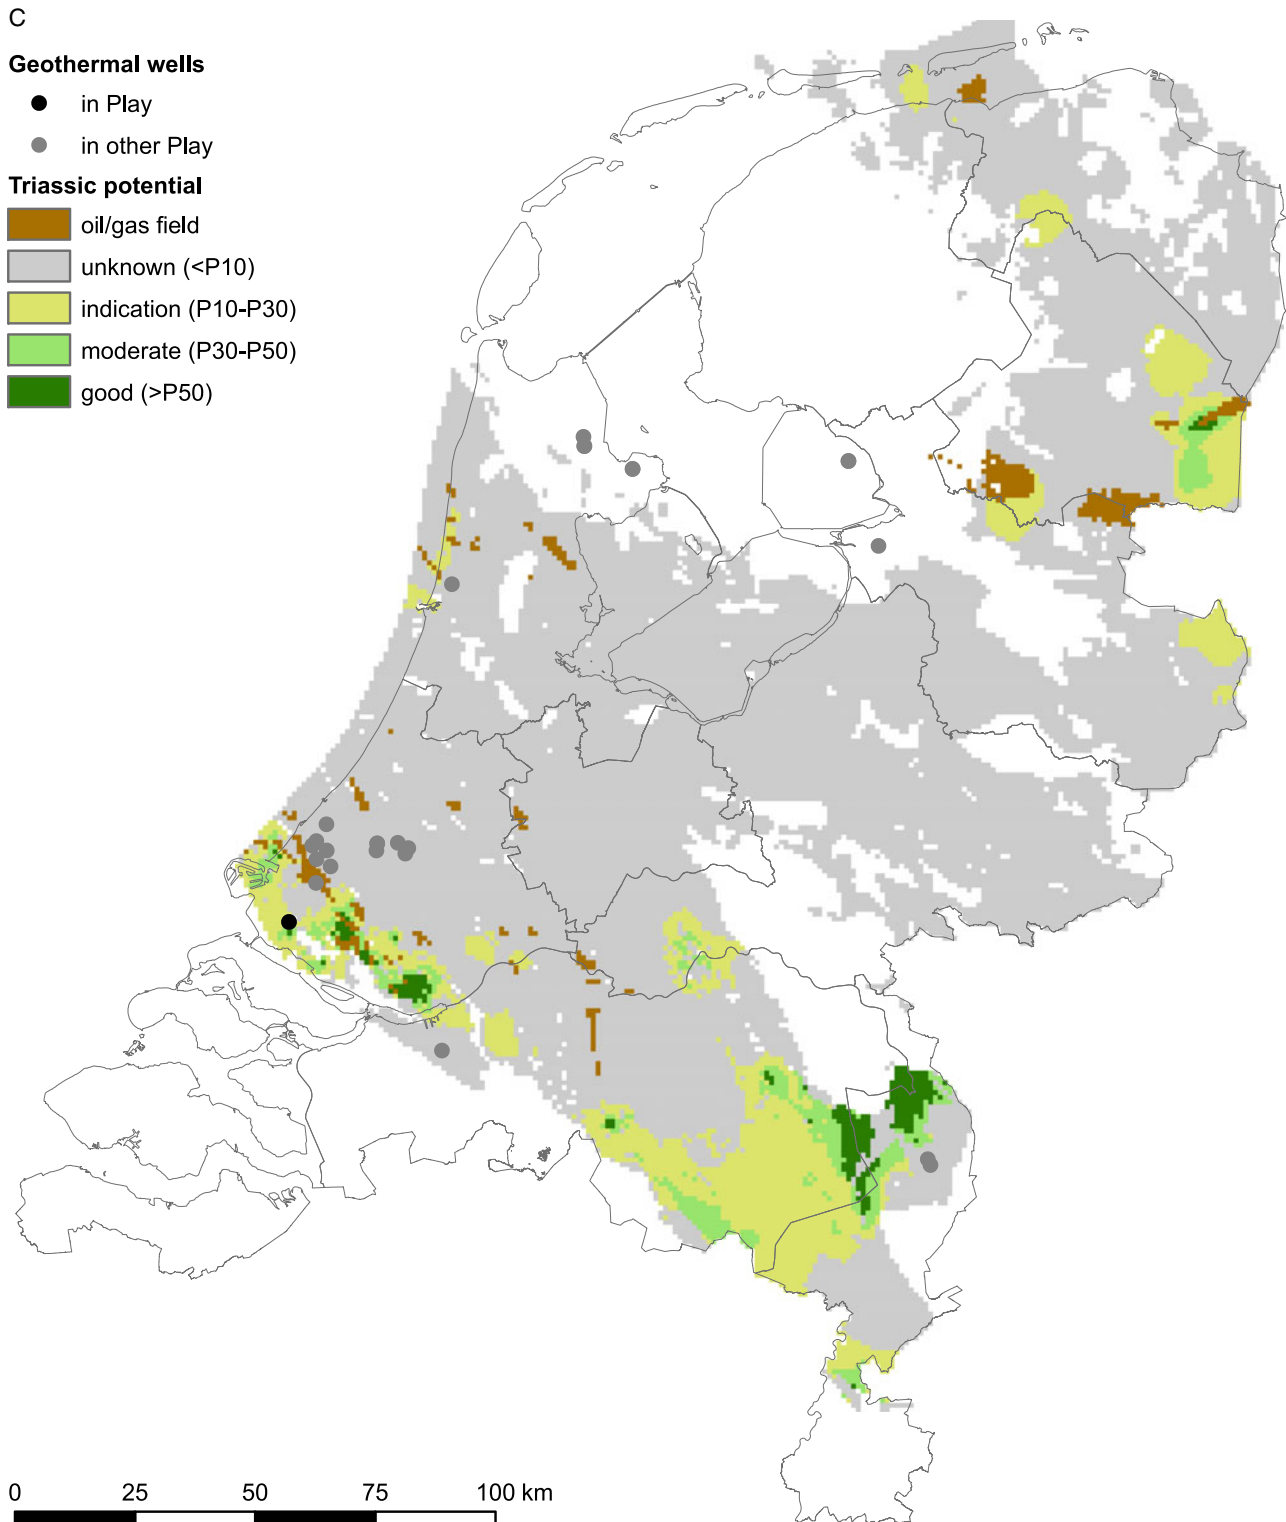 C
Geothermal wells
in Play
in other Play
Triassic potential
oil/gas field
unknown (<P10)
indication (P10-P30)
moderate (P30-P50)
good (>P50)
0 25 50 75 100 km